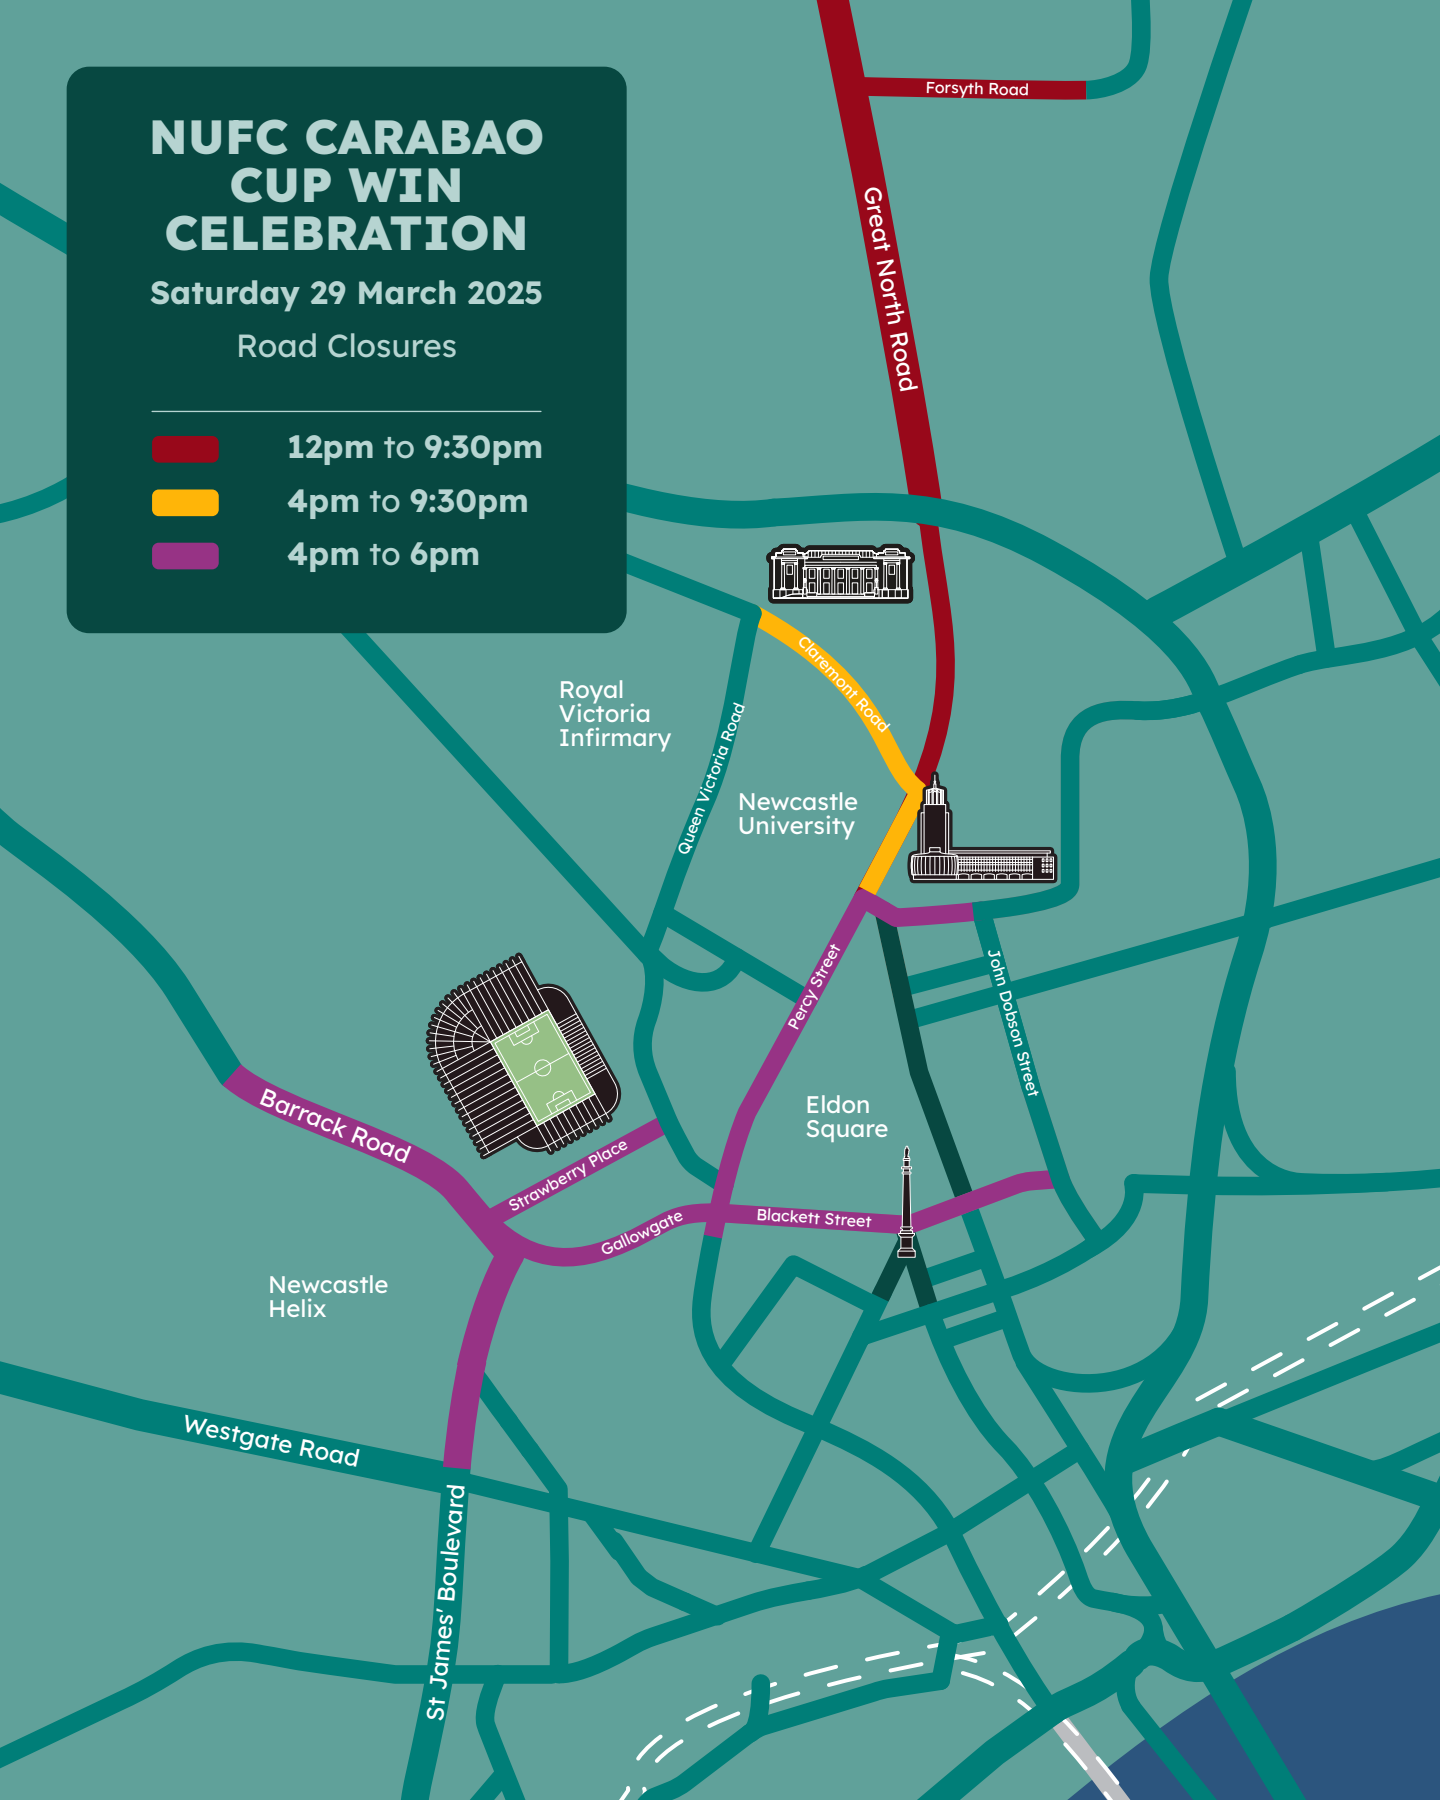 NUFC CARABAO
CUP WIN
CELEBRATION
Saturday 29 March 2025
Road Closures
12pm to 9:30pm
4pm to 9:30pm
4pm to 6pm
Forsyth Road
Great North Road
Claremont Road
Royal
Victoria
Infirmary
Queen Victoria Road
Newcastle
University
Percy Street
John Dobson Street
Barrack Road
Eldon
Square
Strawberry Place
Gallowgate
Blackett Street
Newcastle
Helix
Westgate Road
St James' Boulevard